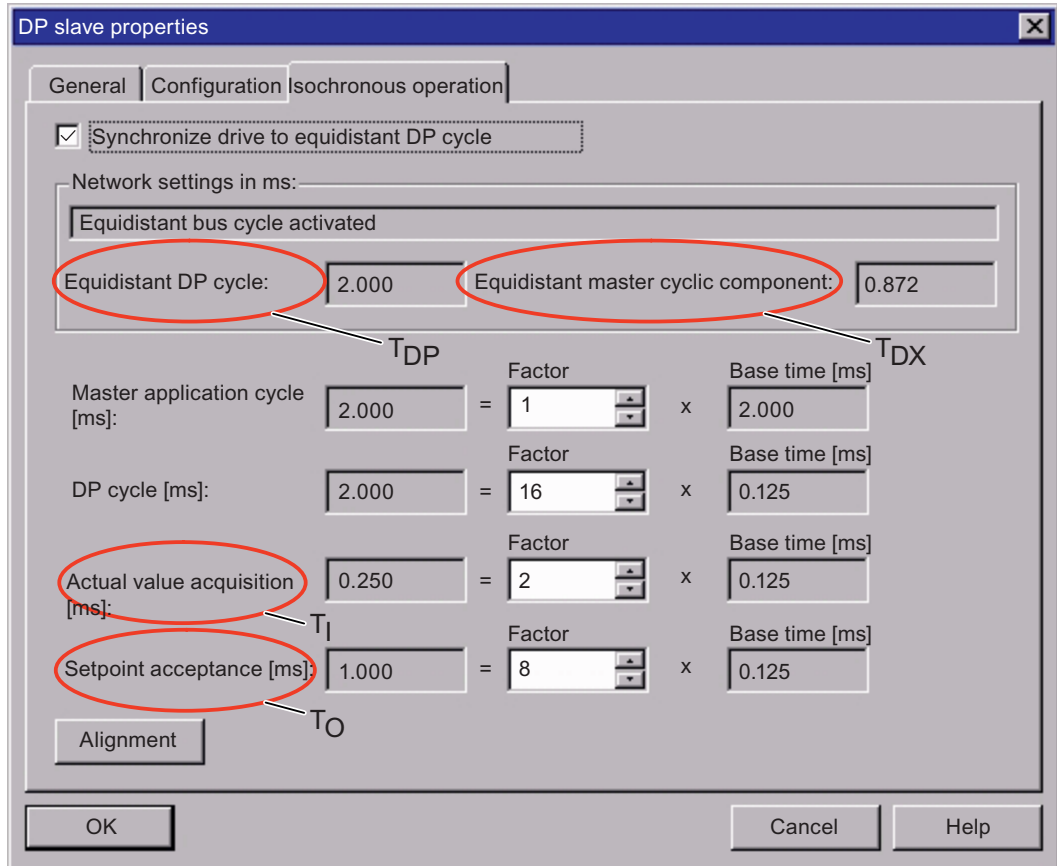 DP slave properties
General Configuration Isochronous operation
Synchronize drive to equidistant DP cycle
Network settings in ms:
Equidistant bus cycle activated
Equidistant DP cycle: 2.000 Equidistant master cyclic component: 0.872
TDP TDX
Factor Base time [ms]
Master application cycle
[ms]: 2.000 = 1 x 2.000
Factor Base time [ms]
DP cycle [ms]: 2.000 = 16 x 0.125
Factor Base time [ms]
Actual value acquisition
[ms]: 0.250 = 2 x 0.125
TI
Factor Base time [ms]
Setpoint acceptance [ms]: 1.000 = 8 x 0.125
TO
Alignment
OK Cancel Help